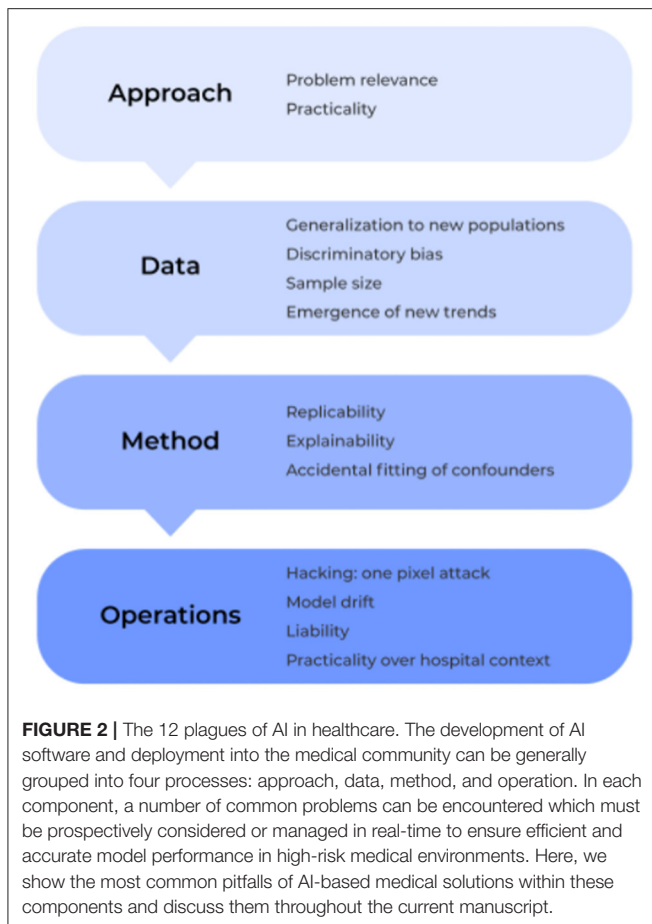 Approach
Problem relevance
Practicality
Data
Generalization to new populations
Discriminatory bias
Sample size
Emergence of new trends
Method
Replicability
Explainability
Accidental fitting of confounders
Operations
Hacking: one pixel attack
Model drift
Liability
Practicality over hospital context
FIGURE 2 | The 12 plagues of AI in healthcare. The development of AI
software and deployment into the medical community can be generally
grouped into four processes: approach, data, method, and operation. In each
component, a number of common problems can be encountered which must
be prospectively considered or managed in real-time to ensure efficient and
accurate model performance in high-risk medical environments. Here, we
show the most common pitfalls of AI-based medical solutions within these
components and discuss them throughout the current manuscript.